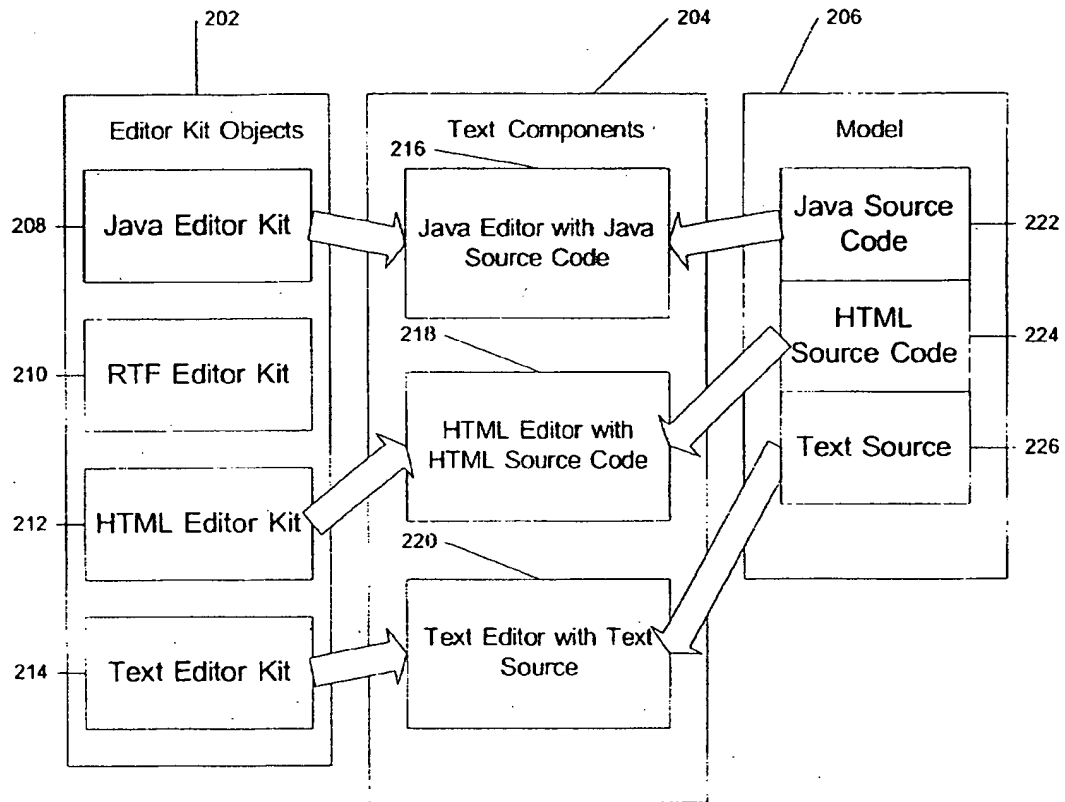 202
204
206
Editor Kit Objects
Text Components
Model
216
208
Java Editor Kit
Java Editor with Java
Source Code
Java Source
Code
222
218
HTML
Source Code
224
210
RTF Editor Kit
HTML Editor with
HTML Source Code
Text Source
226
212
HTML Editor Kit
220
214
Text Editor Kit
Text Editor with Text
Source